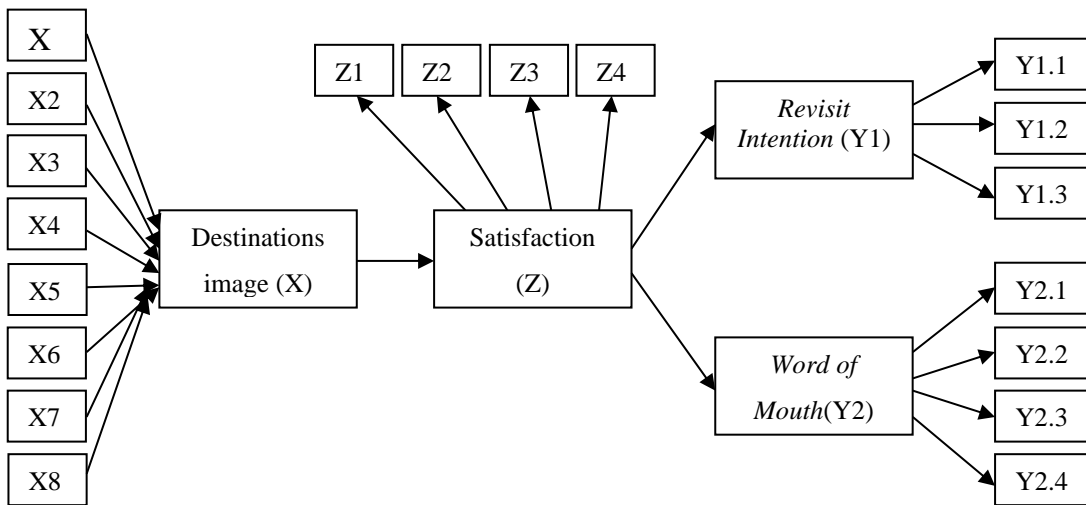 X
X2
X3
X4
X5
X6
X7
X8
Destinations
image (X)
Z1
Z2
Z3
Z4
Satisfaction
(Z)
Revisit
Intention (Y1)
Word of
Mouth(Y2)
Y1.1
Y1.2
Y1.3
Y2.1
Y2.2
Y2.3
Y2.4